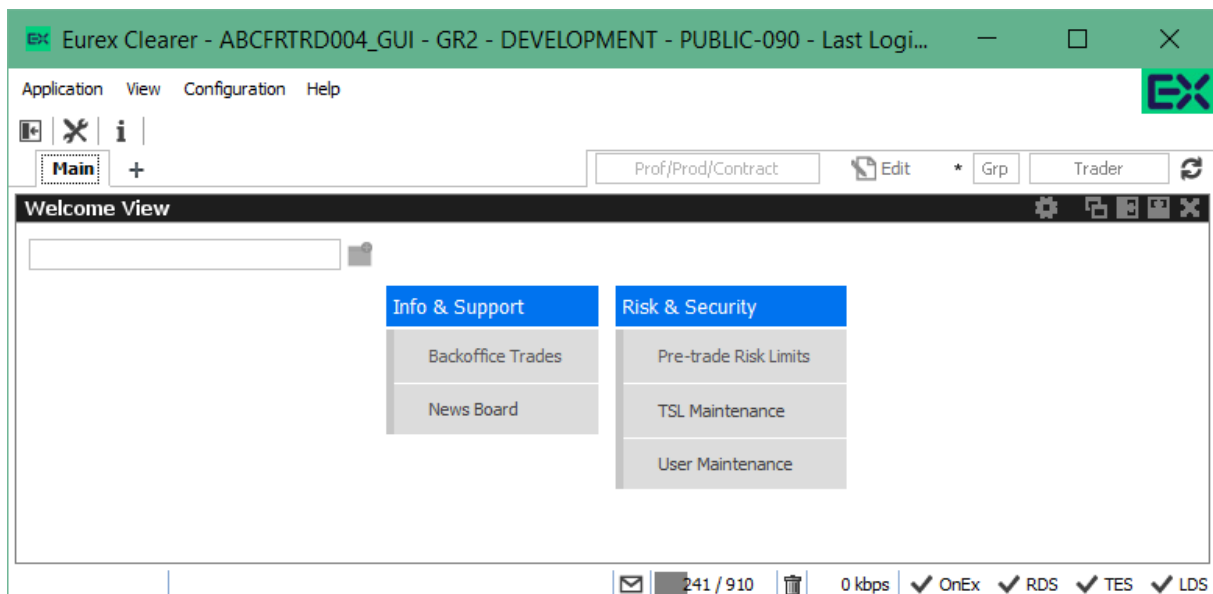 Eurex Clearer - ABCFRTRD004_GUI - GR2 - DEVELOPMENT - PUBLIC-090 - Last Logi...
Application View Configuration Help
Main + Prof/Prod/Contract Edit * Grp Trader
Welcome View
Info & Support Risk & Security
Backoffice Trades Pre-trade Risk Limits
News Board TSL Maintenance
User Maintenance
241 / 910 0 kbps OnEx RDS TES LDS